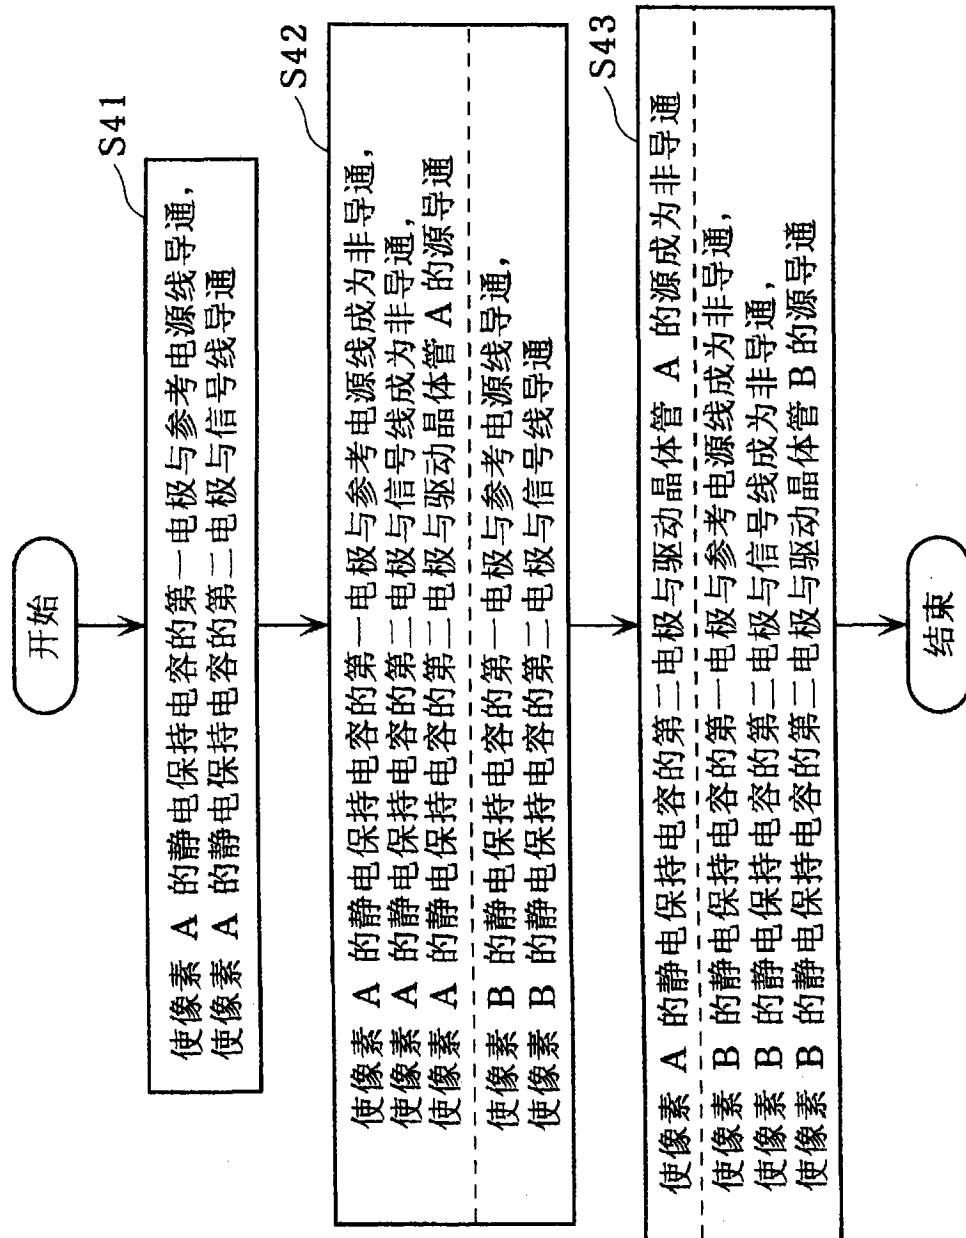 开始
S41
使像素 A 的静电保持电容的第一电极与参考电源线导通，
使像素 A 的静电保持电容的第二电极与信号线导通
S42
使像素 A 的静电保持电容的第一电极与参考电源线成为非导通，
使像素 A 的静电保持电容的第二电极与信号线成为非导通，
使像素 A 的静电保持电容的第二电极与驱动晶体管 A 的源导通
使像素 B 的静电保持电容的第一电极与参考电源线导通，
使像素 B 的静电保持电容的第二电极与信号线导通
S43
使像素 A 的静电保持电容的第二电极与驱动晶体管 A 的源成为非导通
使像素 B 的静电保持电容的第一电极与参考电源线成为非导通，
使像素 B 的静电保持电容的第二电极与信号线成为非导通，
使像素 B 的静电保持电容的第二电极与驱动晶体管 B 的源导通
结束